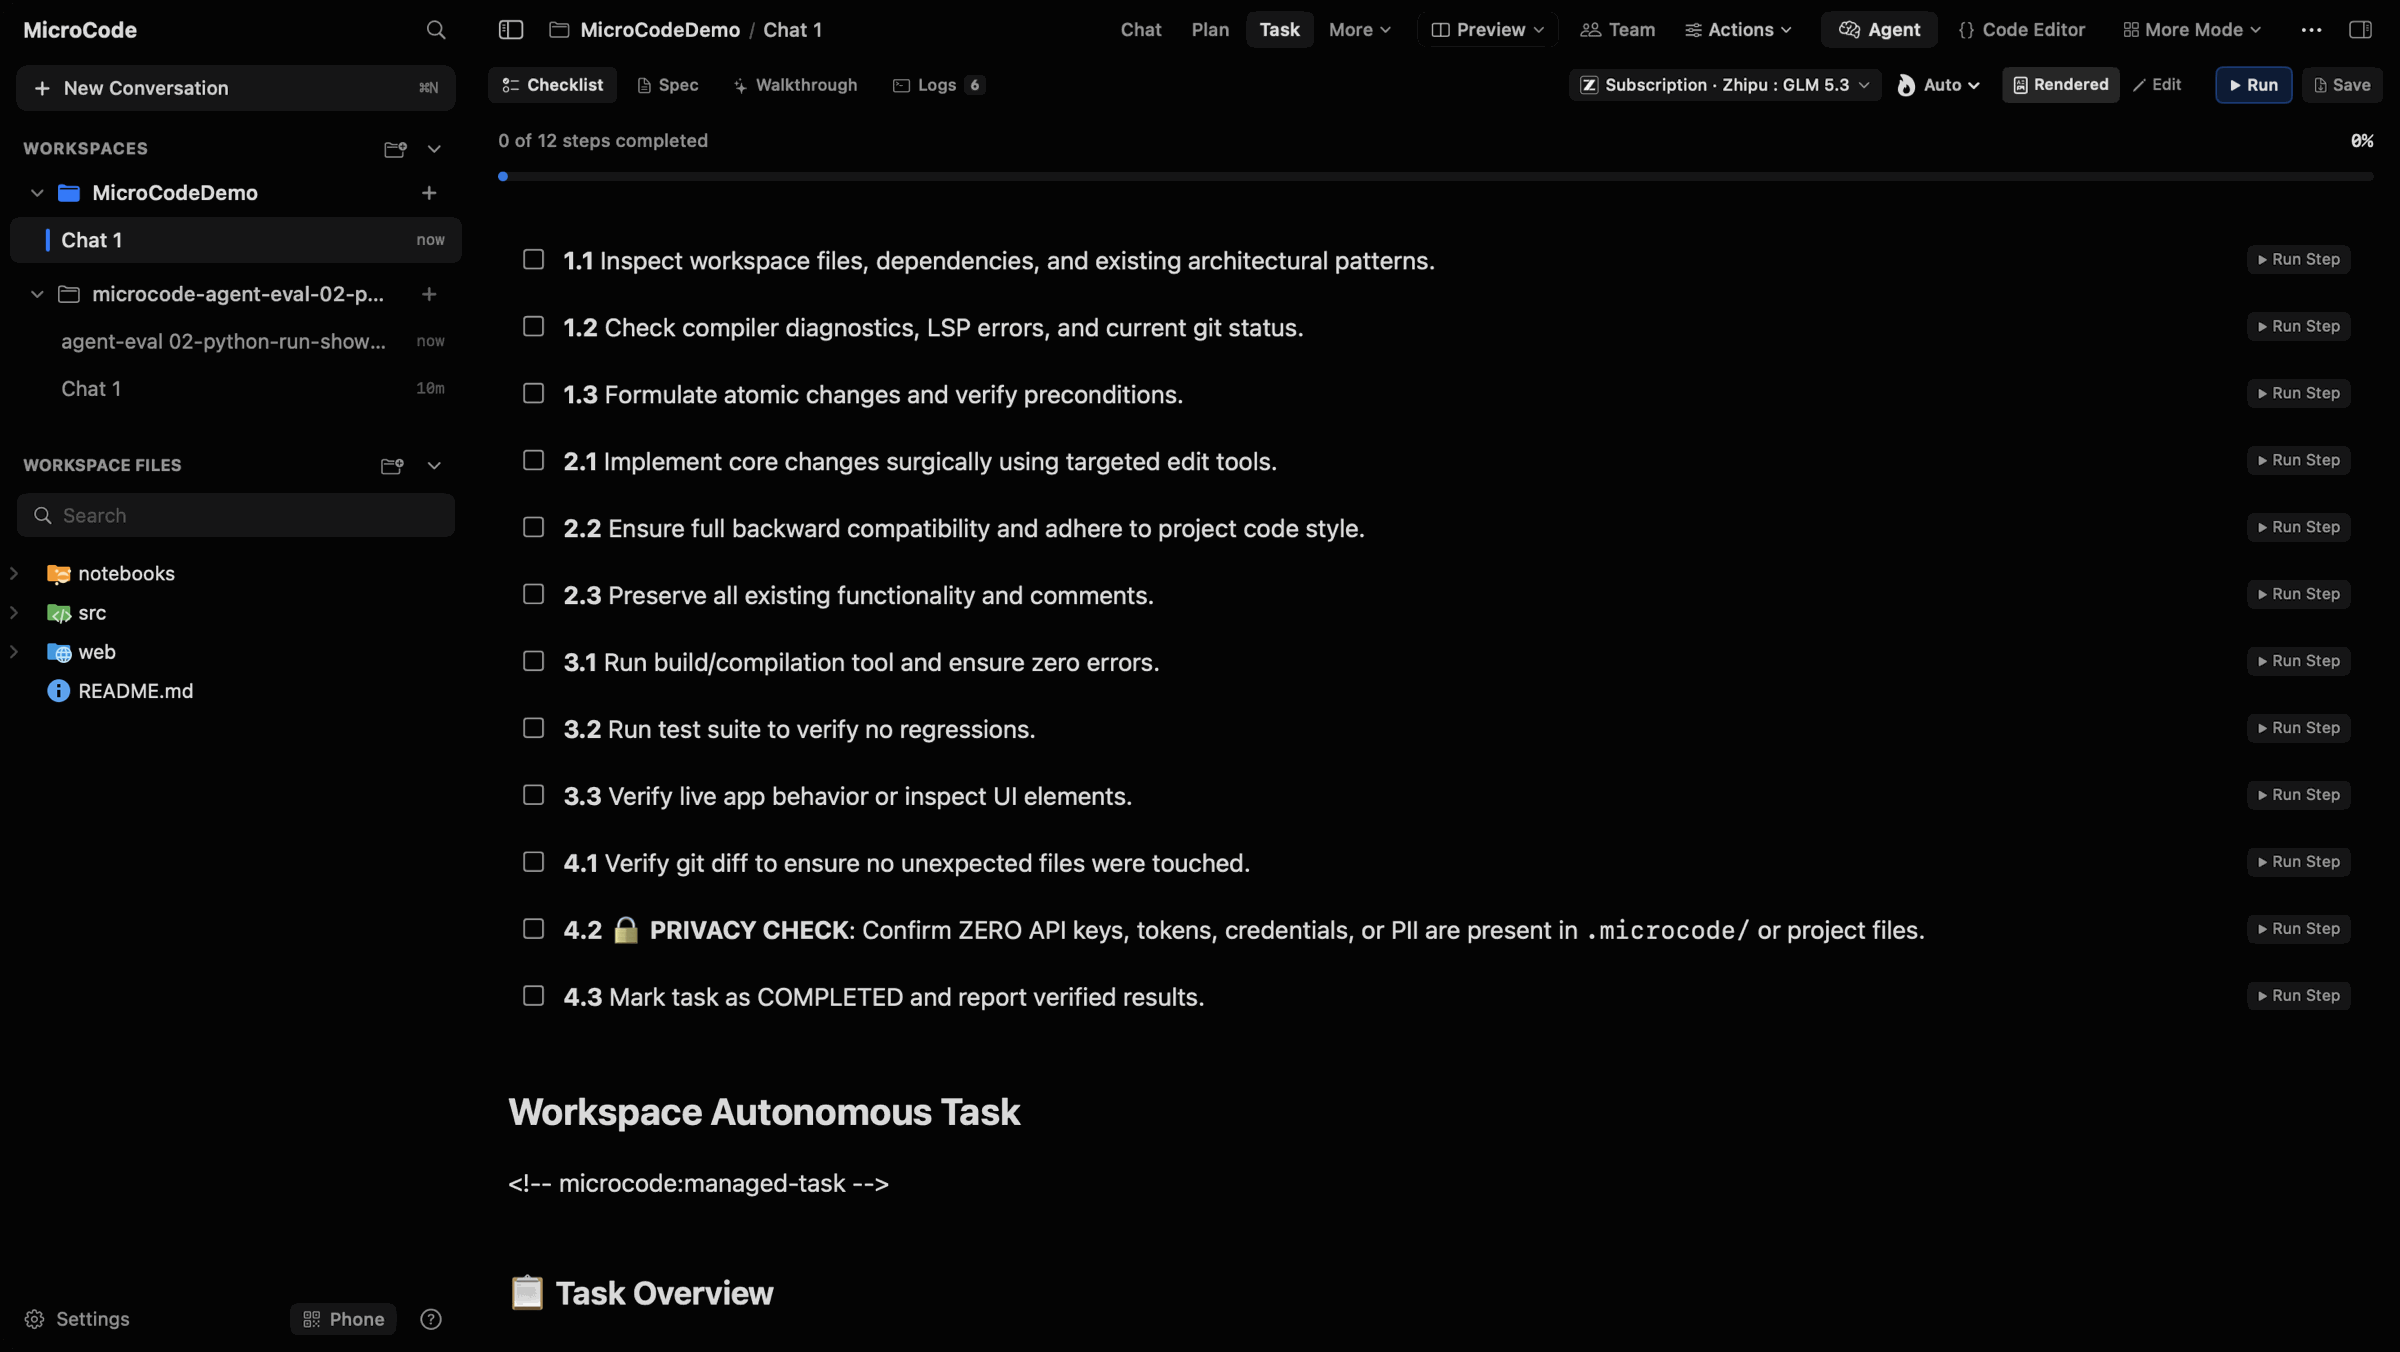 MicroCode
New Conversation ⌘N
WORKSPACES
MicroCodeDemo
Chat 1 now
microcode-agent-eval-02-p...
agent-eval 02-python-run-show... now
Chat 1 10m
WORKSPACE FILES
Search
notebooks
src
web
README.md
Settings
Phone
MicroCodeDemo / Chat 1
Chat Plan Task More Preview Team Actions Agent Code Editor More Mode
Checklist Spec Walkthrough Logs 6
Subscription · Zhipu : GLM 5.3 Auto Rendered Edit Run Save
0 of 12 steps completed 0%
1.1 Inspect workspace files, dependencies, and existing architectural patterns. Run Step
1.2 Check compiler diagnostics, LSP errors, and current git status. Run Step
1.3 Formulate atomic changes and verify preconditions. Run Step
2.1 Implement core changes surgically using targeted edit tools. Run Step
2.2 Ensure full backward compatibility and adhere to project code style. Run Step
2.3 Preserve all existing functionality and comments. Run Step
3.1 Run build/compilation tool and ensure zero errors. Run Step
3.2 Run test suite to verify no regressions. Run Step
3.3 Verify live app behavior or inspect UI elements. Run Step
4.1 Verify git diff to ensure no unexpected files were touched. Run Step
4.2 🔒 PRIVACY CHECK: Confirm ZERO API keys, tokens, credentials, or PII are present in .microcode/ or project files. Run Step
4.3 Mark task as COMPLETED and report verified results. Run Step
Workspace Autonomous Task
<!-- microcode:managed-task -->
📋 Task Overview